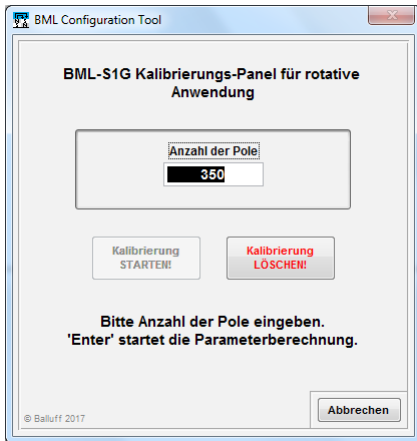 BML Configuration Tool
BML-S1G Kalibrierungs-Panel für rotative
Anwendung
Anzahl der Pole
350
Kalibrierung
STARTEN!
Kalibrierung
LÖSCHEN!
Bitte Anzahl der Pole eingeben.
'Enter' startet die Parameterberechnung.
© Balluff 2017
Abbrechen